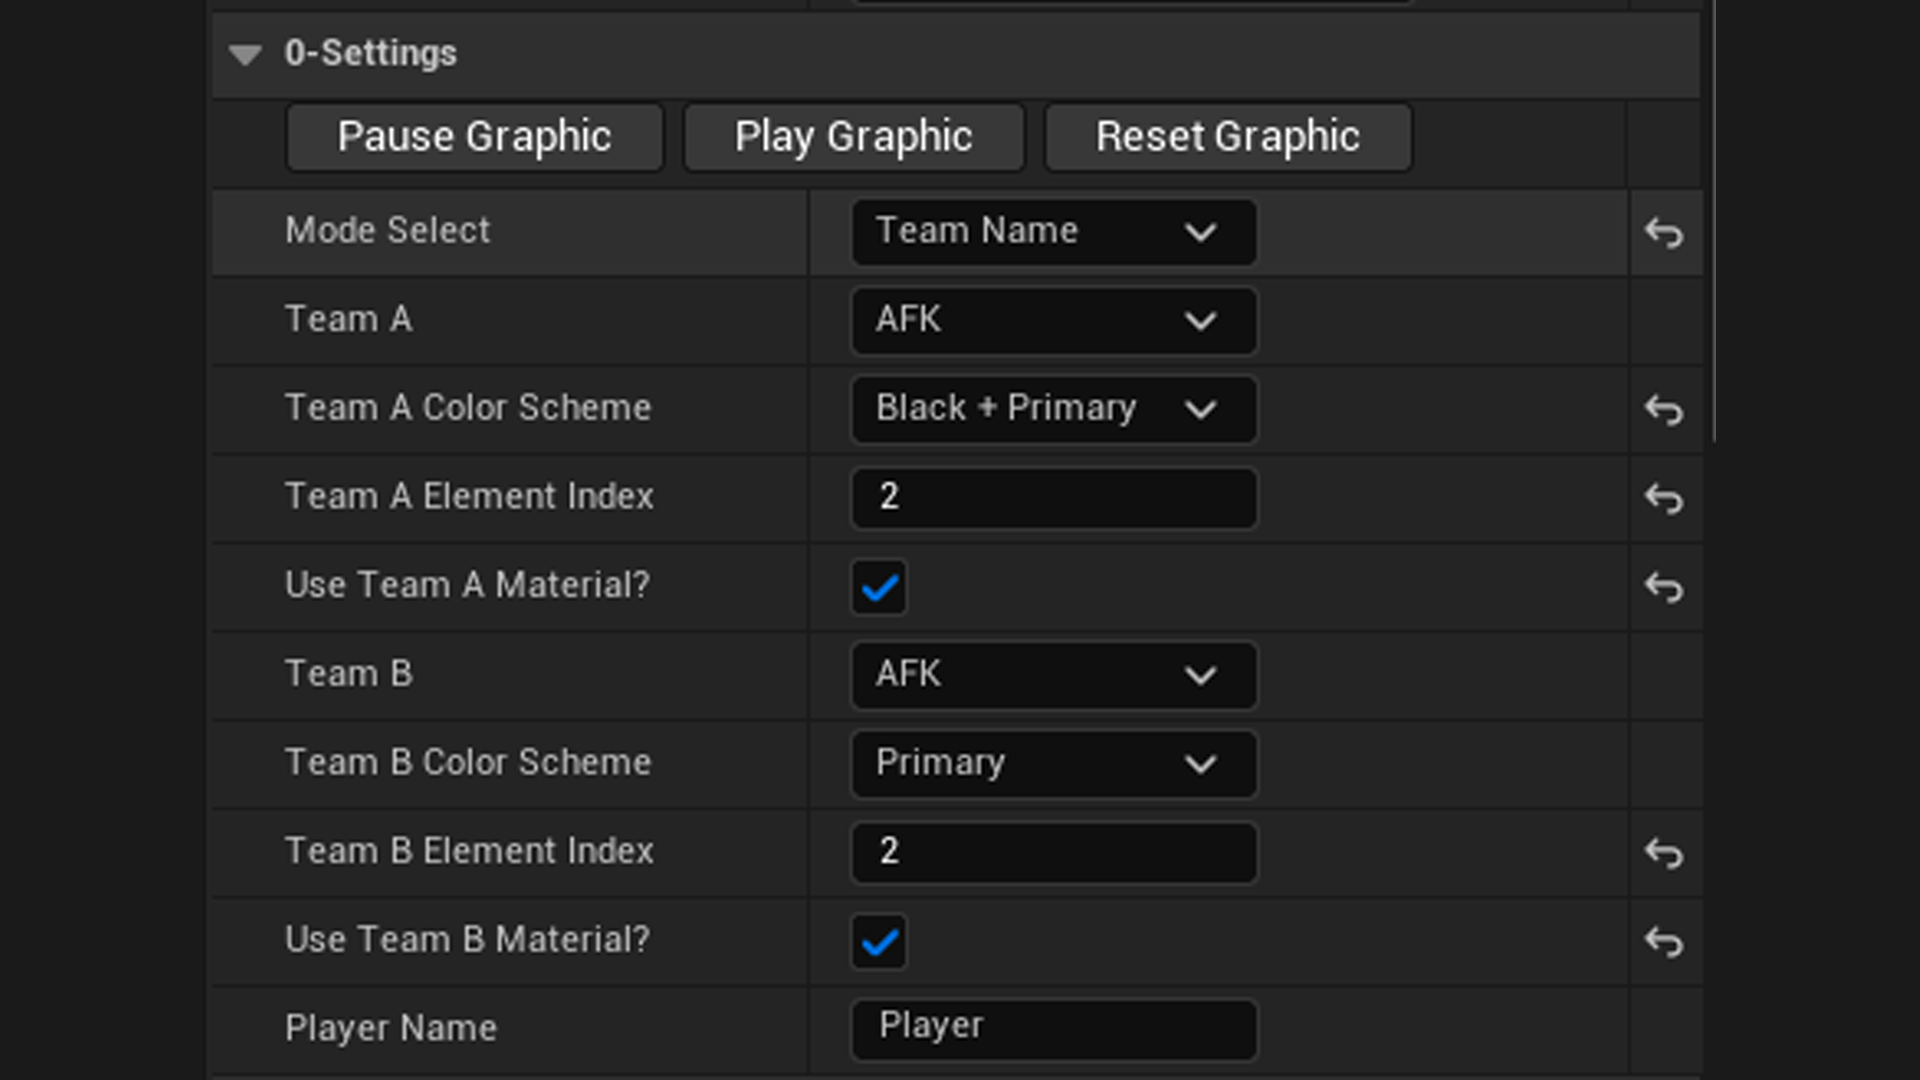 0-Settings
Pause Graphic Play Graphic Reset Graphic
Mode Select Team Name
Team A AFK
Team A Color Scheme Black + Primary
Team A Element Index 2
Use Team A Material?
Team B AFK
Team B Color Scheme Primary
Team B Element Index 2
Use Team B Material?
Player Name Player